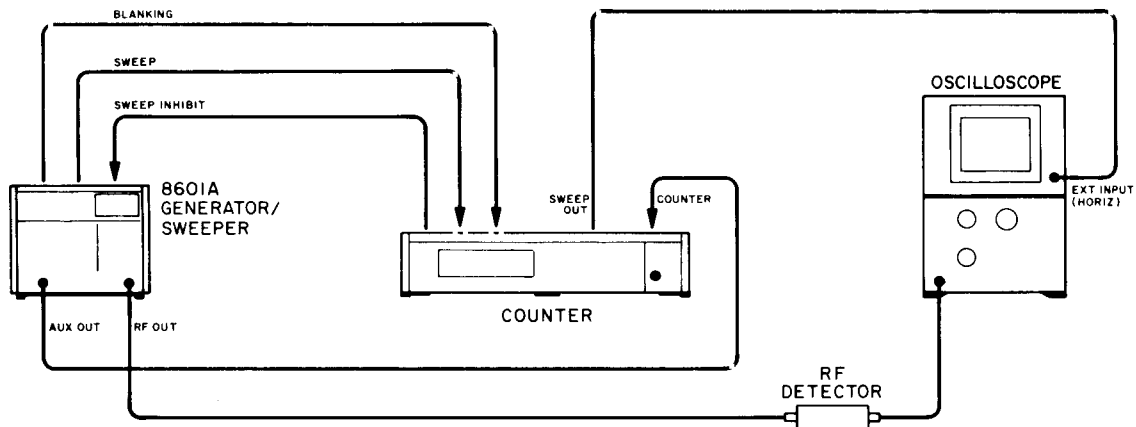 BLANKING
SWEEP
SWEEP INHIBIT
OSCILLOSCOPE
8601A
GENERATOR/
SWEEPER
SWEEP
OUT
COUNTER
EXT INPUT
(HORIZ)
COUNTER
AUX OUT
RF OUT
RF
DETECTOR